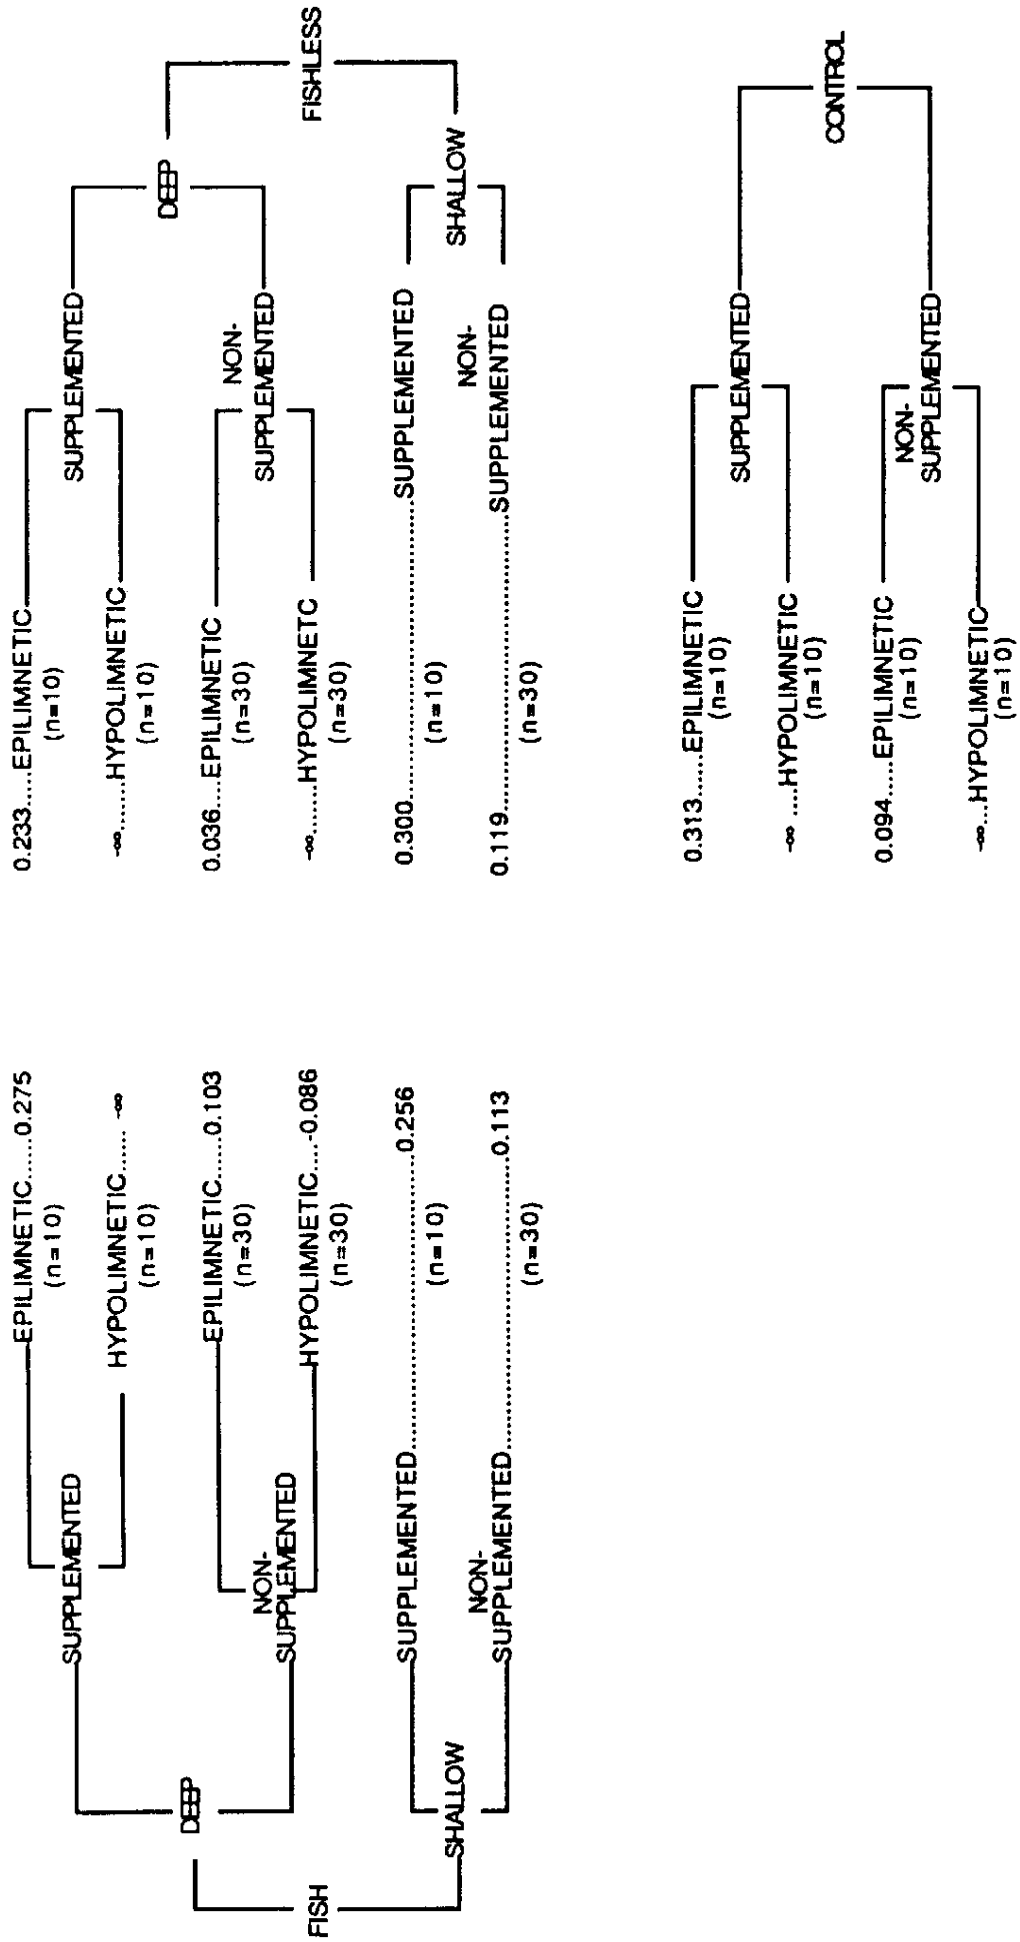 EPILIMNETIC.....0.275
(n=10)
SUPPLEMENTED
HYPOLIMNETIC...... -∞
(n=10)
DEEP
EPILIMNETIC.....0.103
(n=30)
NON-
SUPPLEMENTED
HYPOLIMNETIC....-0.086
(n=30)
FISH
SUPPLEMENTED..............................0.256
(n=10)
SHALLOW
NON-
SUPPLEMENTED..............................0.113
(n=30)
0.233....EPILIMNETIC
(n=10)
SUPPLEMENTED
-∞.......HYPOLIMNETIC
(n=10)
DEEP
0.036....EPILIMNETIC
(n=30)
NON-
SUPPLEMENTED
-∞.......HYPOLIMNETC
(n=30)
FISHLESS
0.300..............................SUPPLEMENTED
(n=10)
SHALLOW
NON-
0.119..............................SUPPLEMENTED
(n=30)
0.313.....EPILIMNETIC
(n=10)
SUPPLEMENTED
-∞ ....HYPOLIMNETIC
(n=10)
CONTROL
0.094.....EPILIMNETIC
(n=10)
NON-
SUPPLEMENTED
-∞....HYPOLIMNETIC
(n=10)